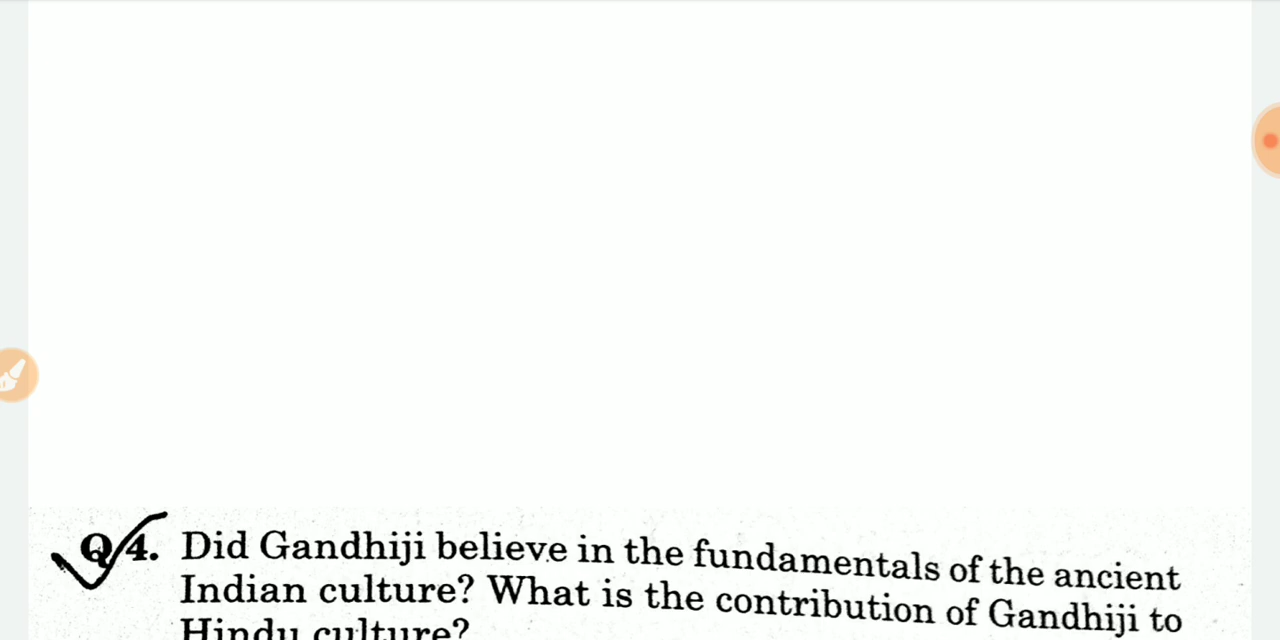 Q/4. Did Gandhiji believe in the fundamentals of the ancient
Indian culture? What is the contribution of Gandhiji to
Hindu culture?